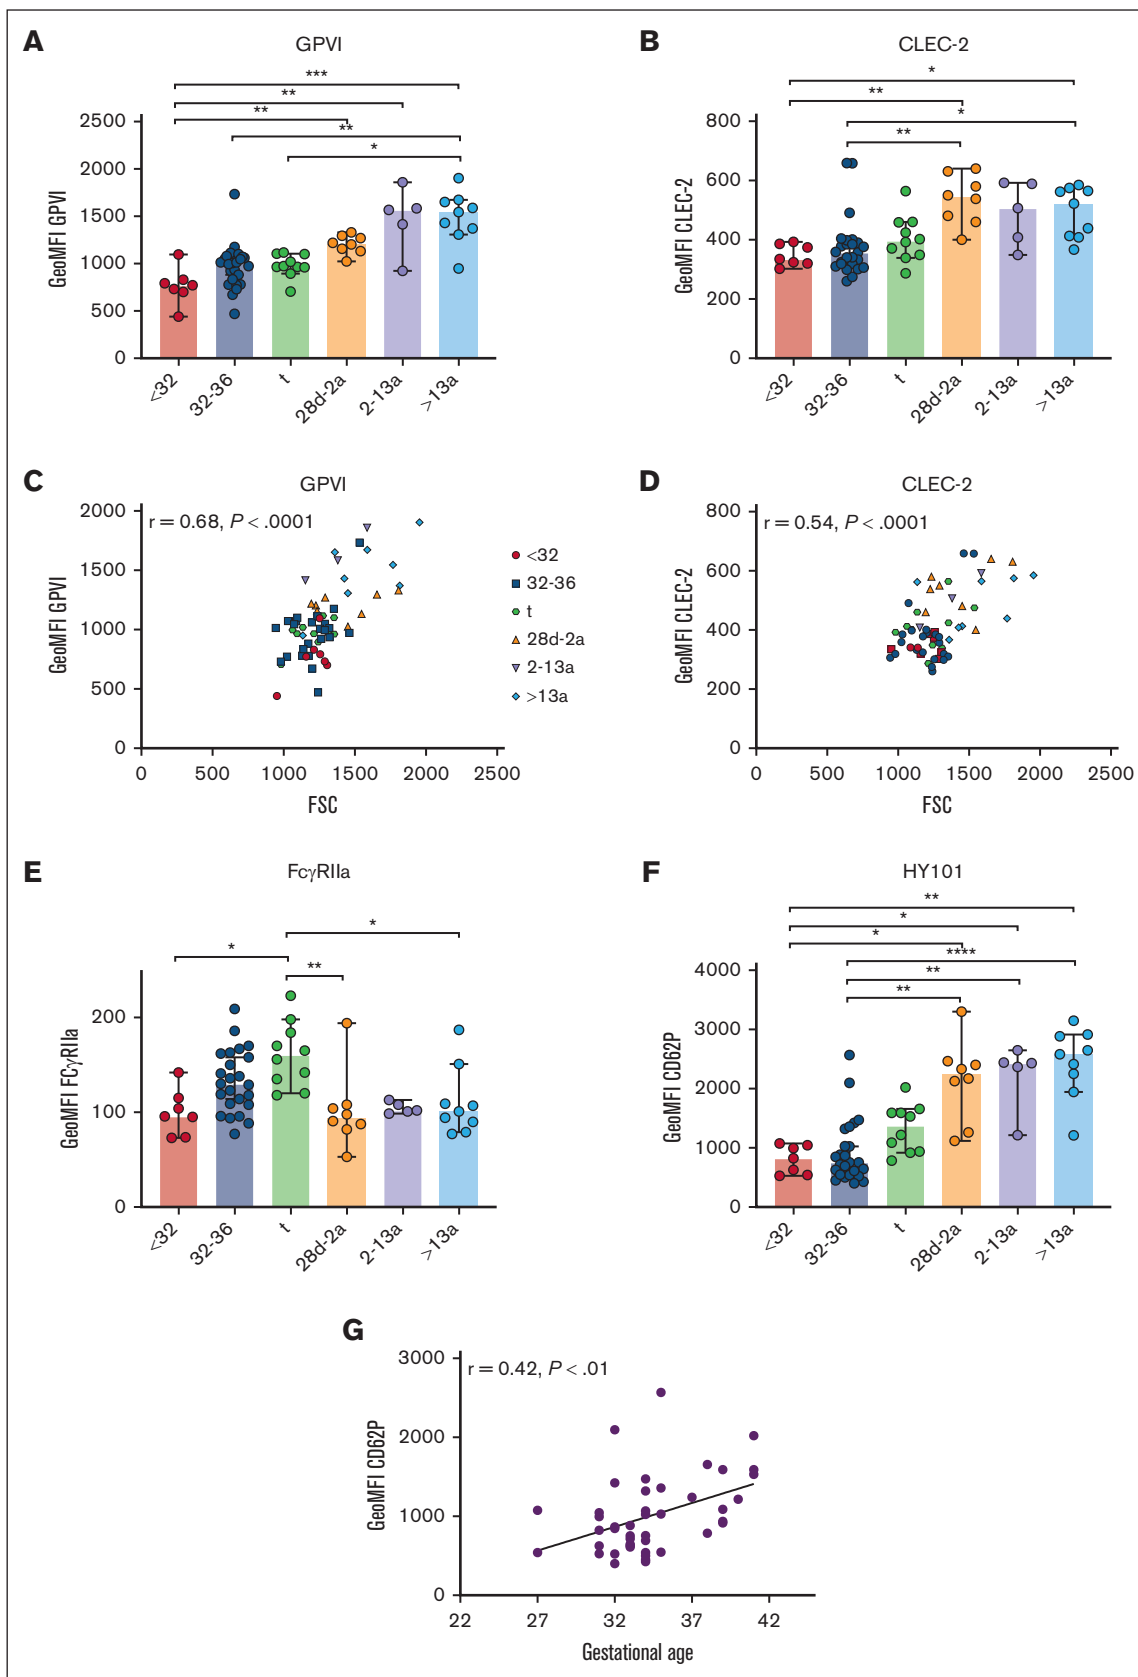 A
GPVI
***
**
**
**
*
2500
2000
1500
1000
500
0
GeoMFI GPVI
<32
32-36
t
28d-2a
2-13a
>13a
B
CLEC-2
*
**
*
**
800
600
400
200
0
GeoMFI CLEC-2
<32
32-36
t
28d-2a
2-13a
>13a
C
GPVI
r = 0.68, P < .0001
2000
1500
1000
500
0
GeoMFI GPVI
0 500 1000 1500 2000 2500
FSC
<32
32-36
t
28d-2a
2-13a
>13a
D
CLEC-2
r = 0.54, P < .0001
800
600
400
200
0
GeoMFI CLEC-2
0 500 1000 1500 2000 2500
FSC
E
FcγRIIa
*
*
**
200
100
0
GeoMFI FcγRIIa
<32
32-36
t
28d-2a
2-13a
>13a
F
HY101
**
*
*
****
**
**
4000
3000
2000
1000
0
GeoMFI CD62P
<32
32-36
t
28d-2a
2-13a
>13a
G
r = 0.42, P < .01
3000
2000
1000
0
GeoMFI CD62P
22 27 32 37 42
Gestational age